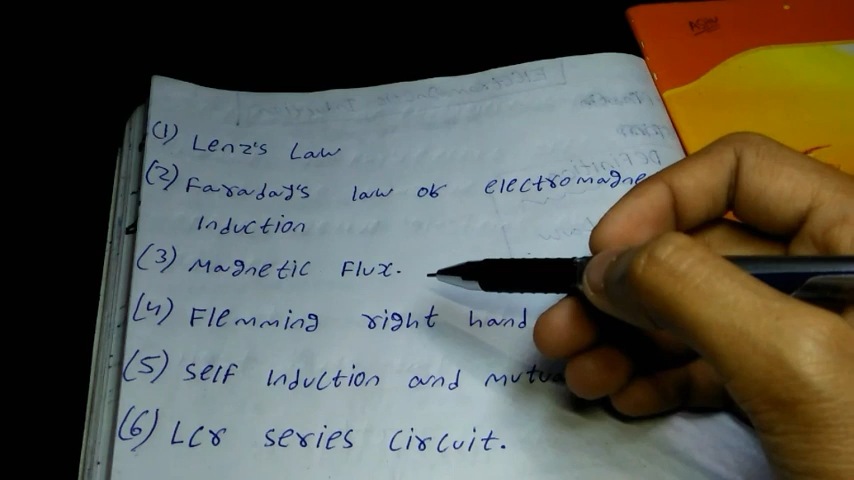 (1) Lenz's Law
(2) Faraday's law of electromagne
Induction
(3) Magnetic Flux.
(4) Flemming right hand
(5) Self Induction and mutu
(6) LCr series circuit.